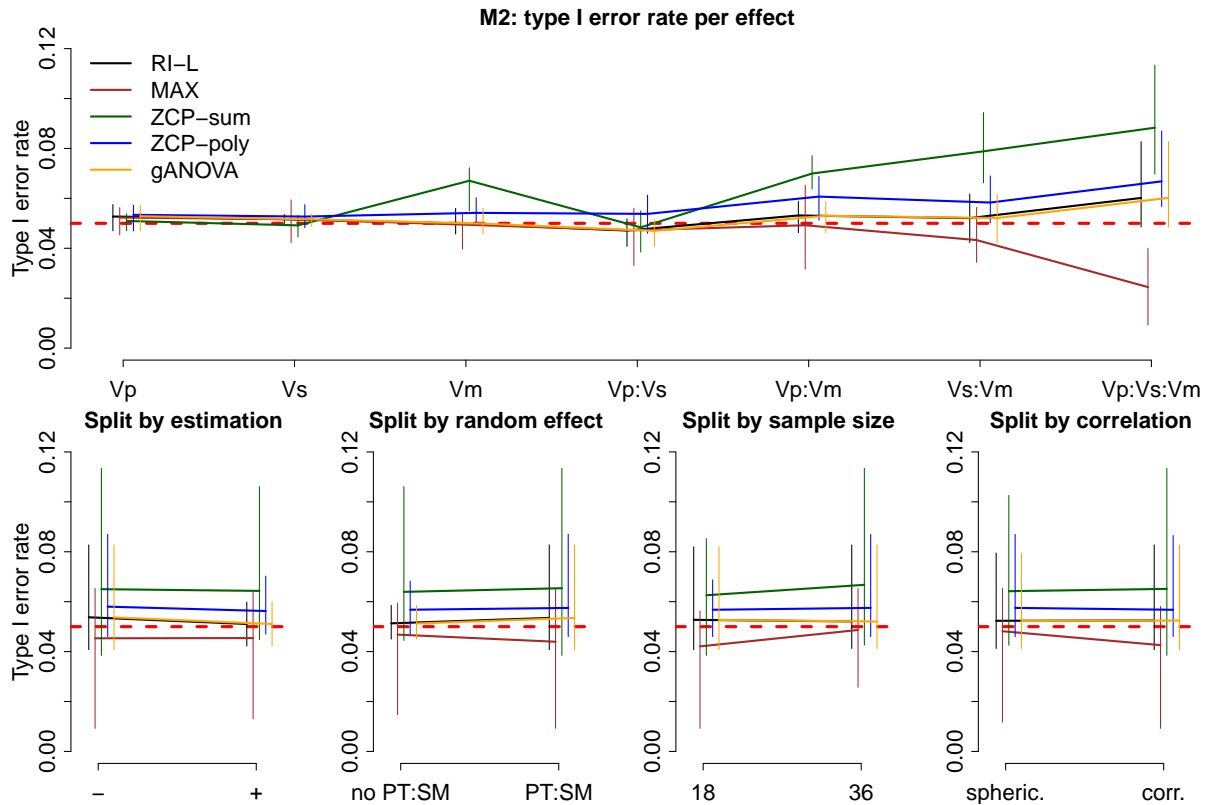 M2: type I error rate per effect
Type I error rate
0.00 0.04 0.08 0.12
RI−L
MAX
ZCP−sum
ZCP−poly
gANOVA
Vp Vs Vm Vp:Vs Vp:Vm Vs:Vm Vp:Vs:Vm
Split by estimation
Type I error rate
0.00 0.04 0.08 0.12
− +
Split by random effect
0.00 0.04 0.08 0.12
no PT:SM PT:SM
Split by sample size
0.00 0.04 0.08 0.12
18 36
Split by correlation
0.00 0.04 0.08 0.12
spheric. corr.